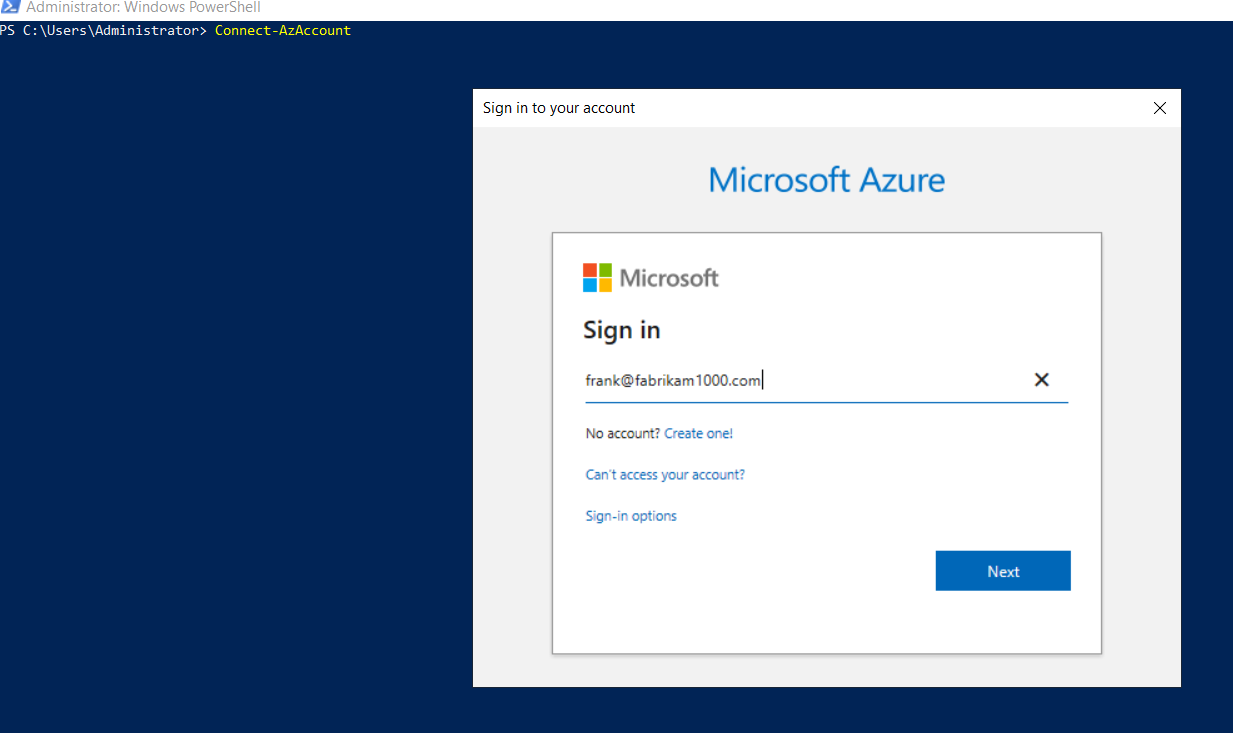 Administrator: Windows PowerShell
PS C:\Users\Administrator> Connect-AzAccount
Sign in to your account
Microsoft Azure
Microsoft
Sign in
frank@fabrikam1000.com
No account? Create one!
Can't access your account?
Sign-in options
Next